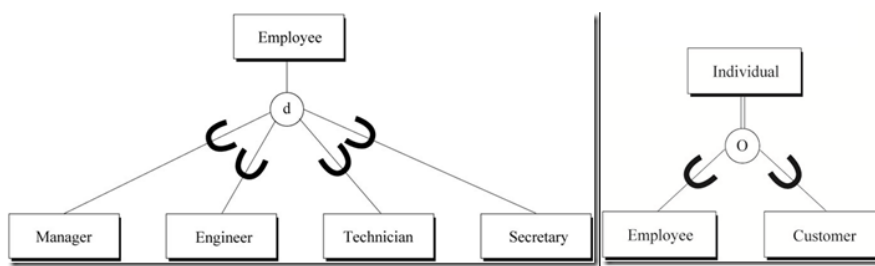 Employee
d
Manager
Engineer
Technician
Secretary
Individual
O
Employee
Customer